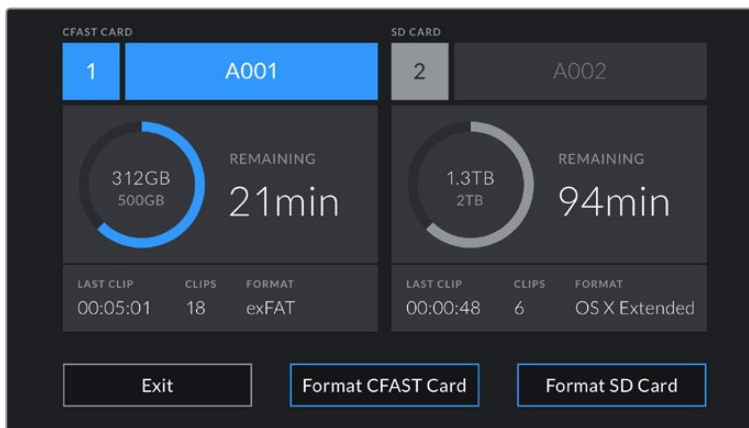 CFAST CARD
1 A001
312GB
500GB
REMAINING
21min
LAST CLIP CLIPS FORMAT
00:05:01 18 exFAT
SD CARD
2 A002
1.3TB
2TB
REMAINING
94min
LAST CLIP CLIPS FORMAT
00:00:48 6 OS X Extended
Exit Format CFAST Card Format SD Card